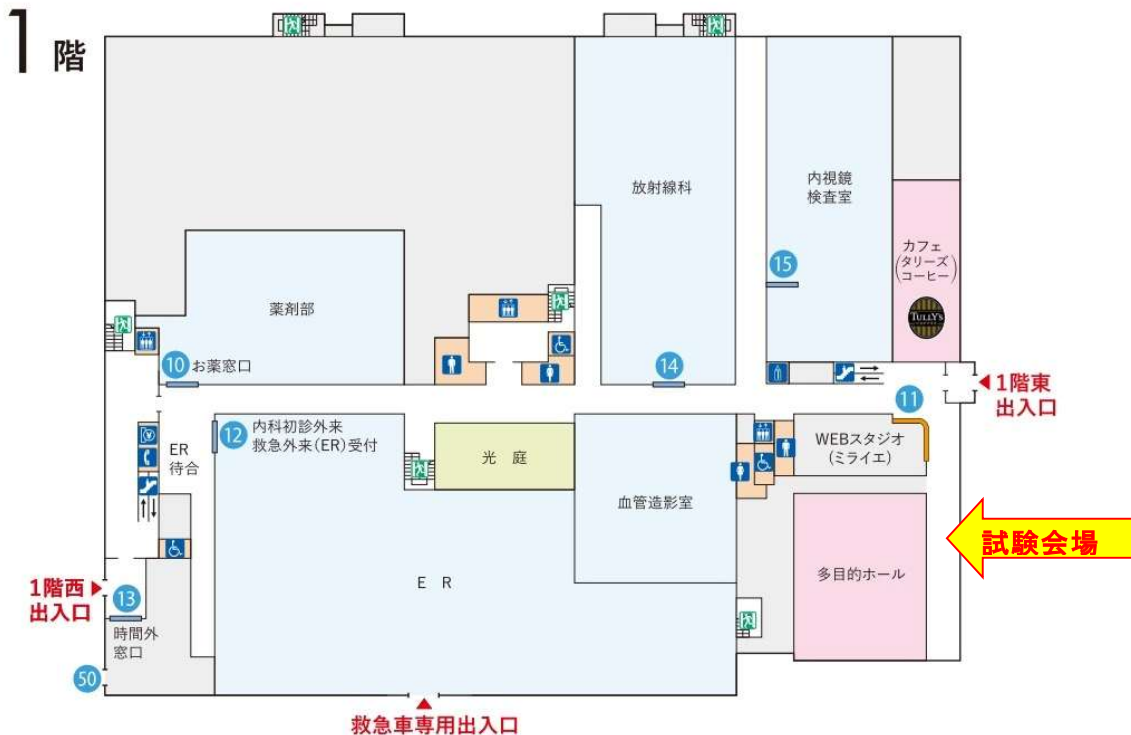 1階
放射線科
内視鏡
検査室
カフェ
(タリーズ
コーヒー)
TULLY'S
15
薬剤部
10 お薬窓口
14
1階東
出入口
11
12 内科初診外来
救急外来(ER)受付
ER
待合
光庭
WEBスタジオ
(ミライエ)
血管造影室
試験会場
多目的ホール
ER
1階西
出入口
13
時間外
窓口
50
救急車専用出入口